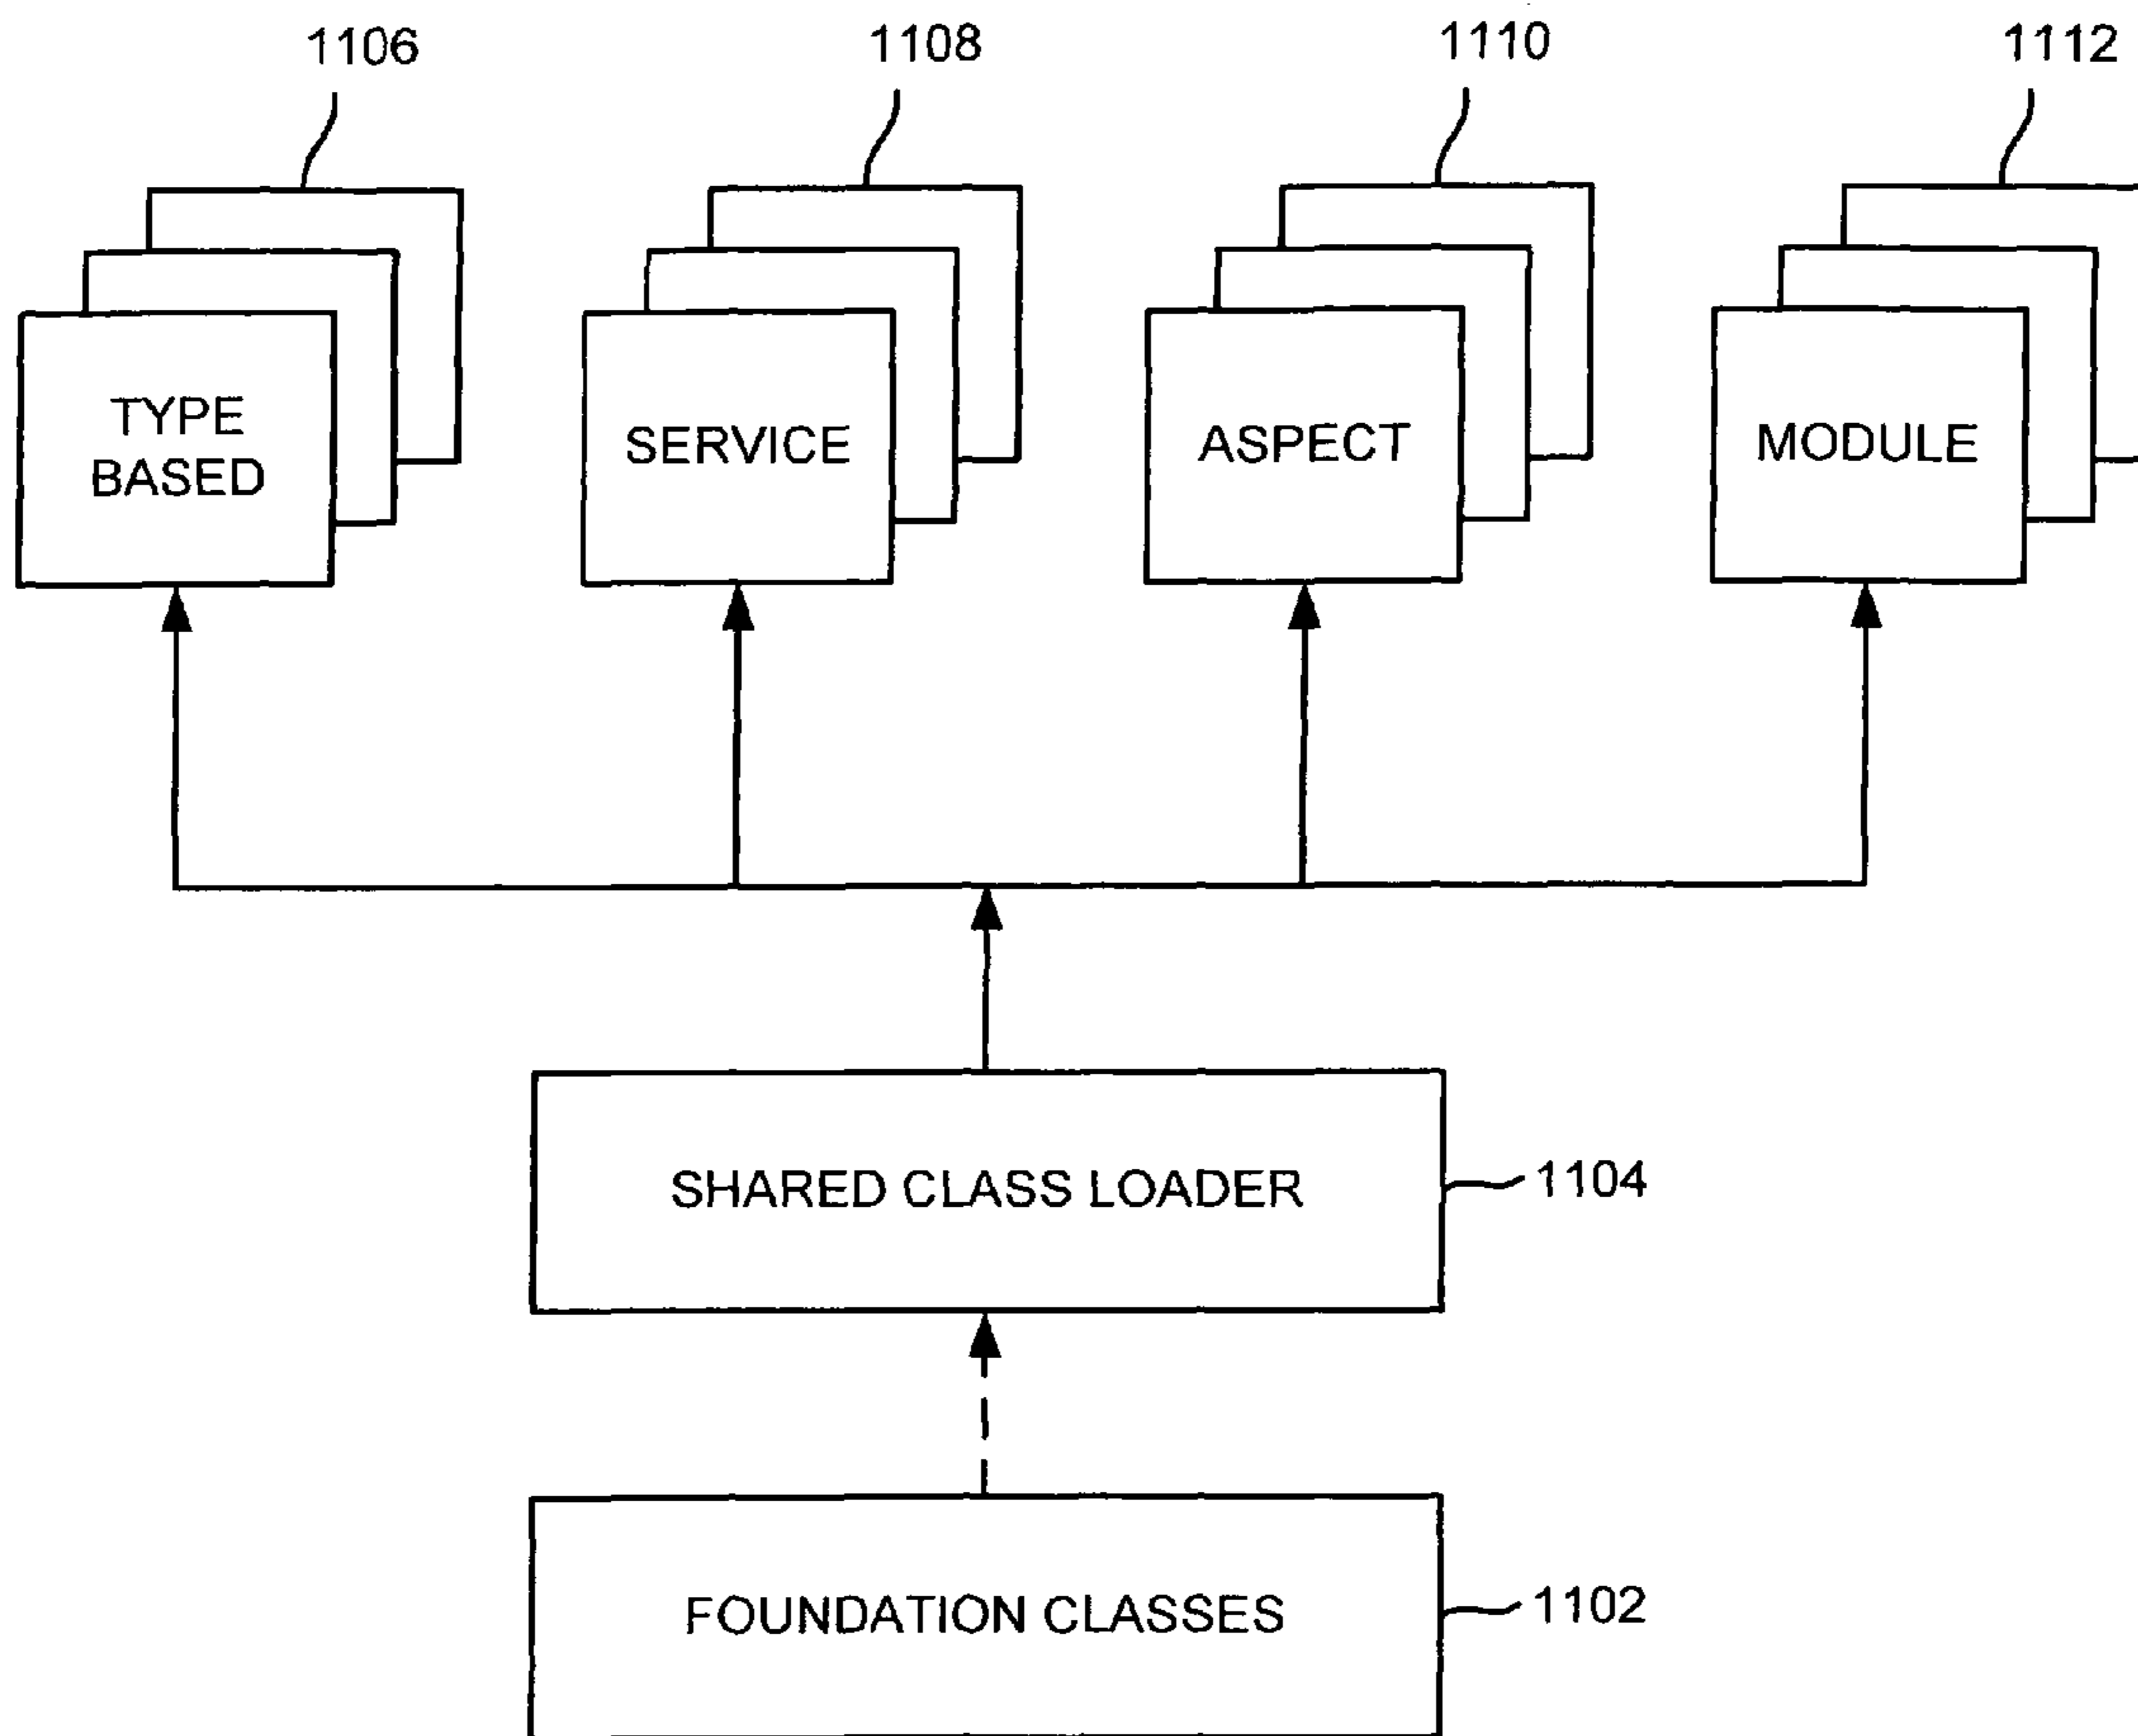 1106
1108
1110
1112
TYPE
BASED
SERVICE
ASPECT
MODULE
SHARED CLASS LOADER
1104
FOUNDATION CLASSES
1102